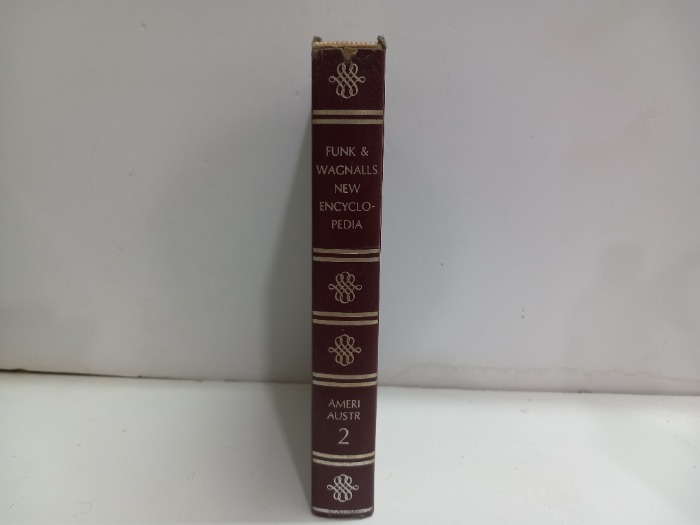 FUNK &
WAGNALLS
NEW
ENCYCLO-
PEDIA
AMERI
AUSTR
2